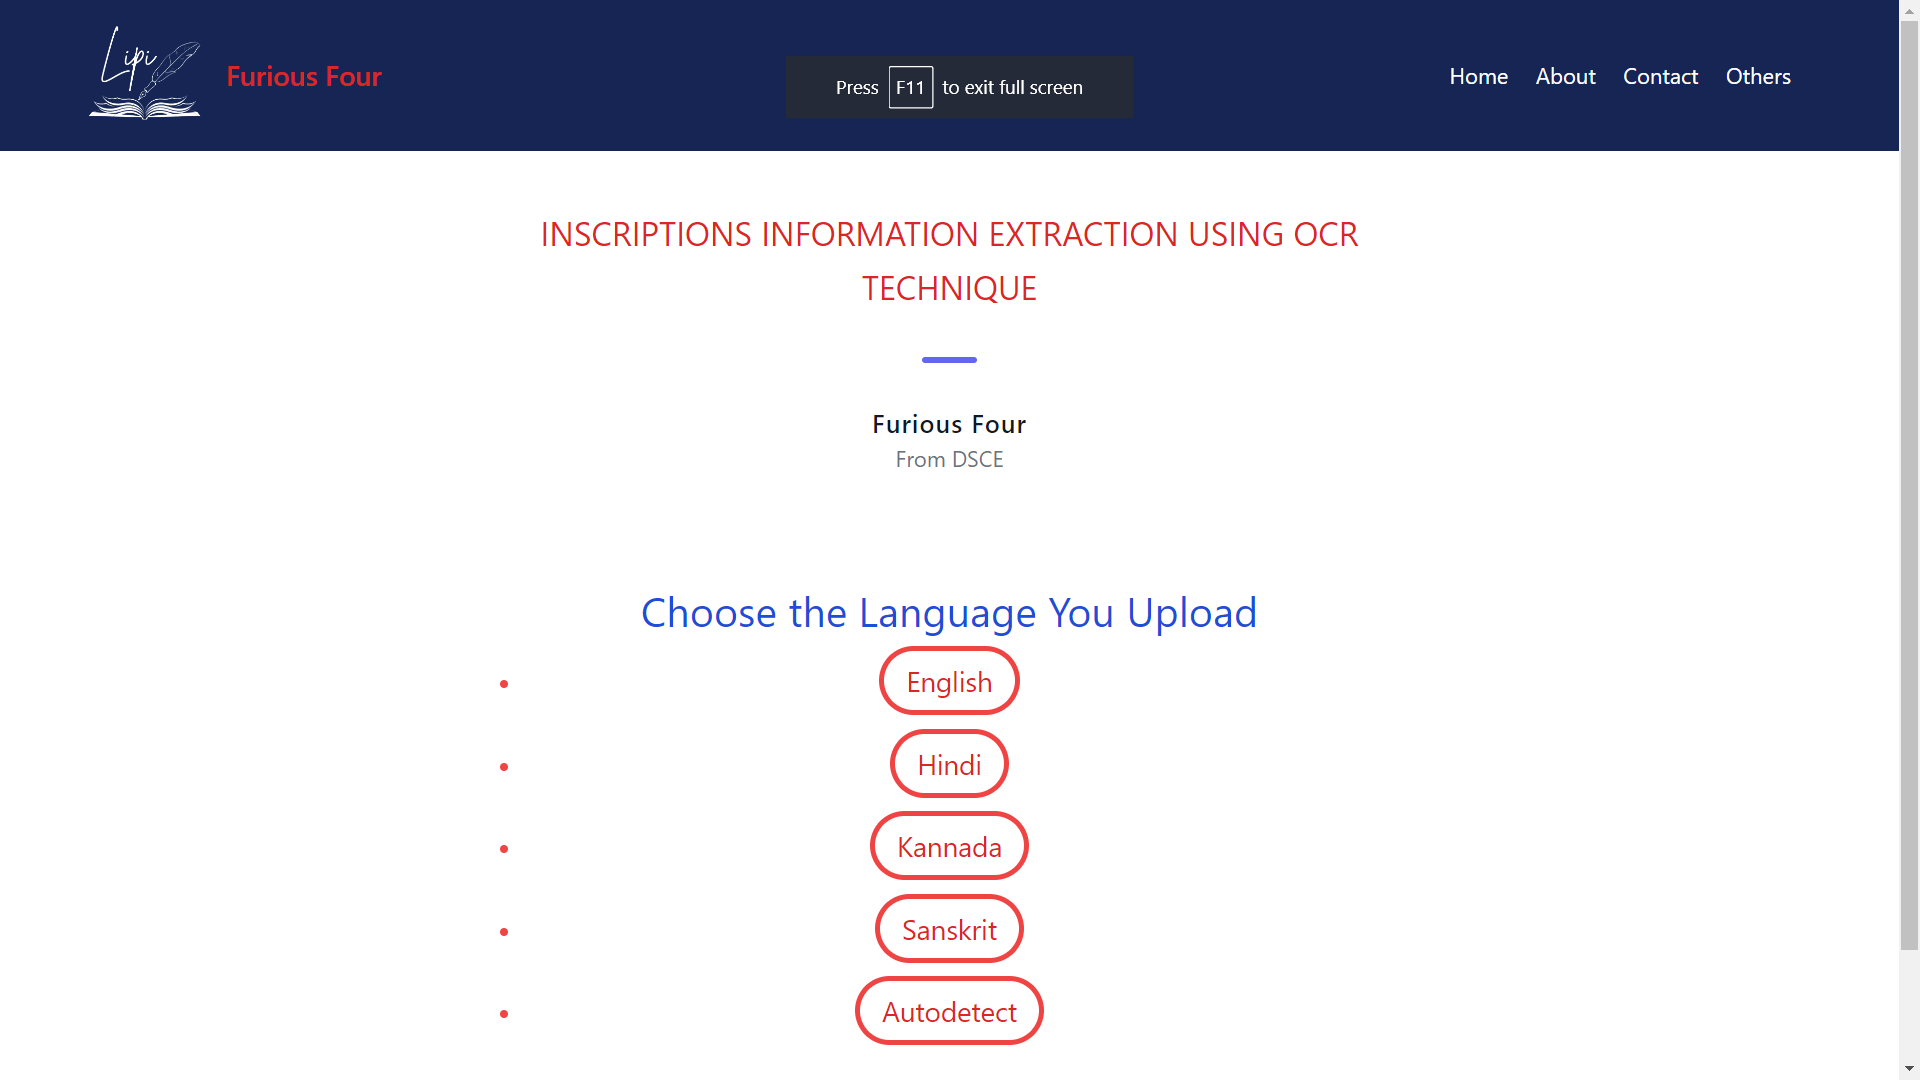 Lipi
Furious Four
Press F11 to exit full screen
Home About Contact Others
INSCRIPTIONS INFORMATION EXTRACTION USING OCR
TECHNIQUE
Furious Four
From DSCE
Choose the Language You Upload
English
Hindi
Kannada
Sanskrit
Autodetect